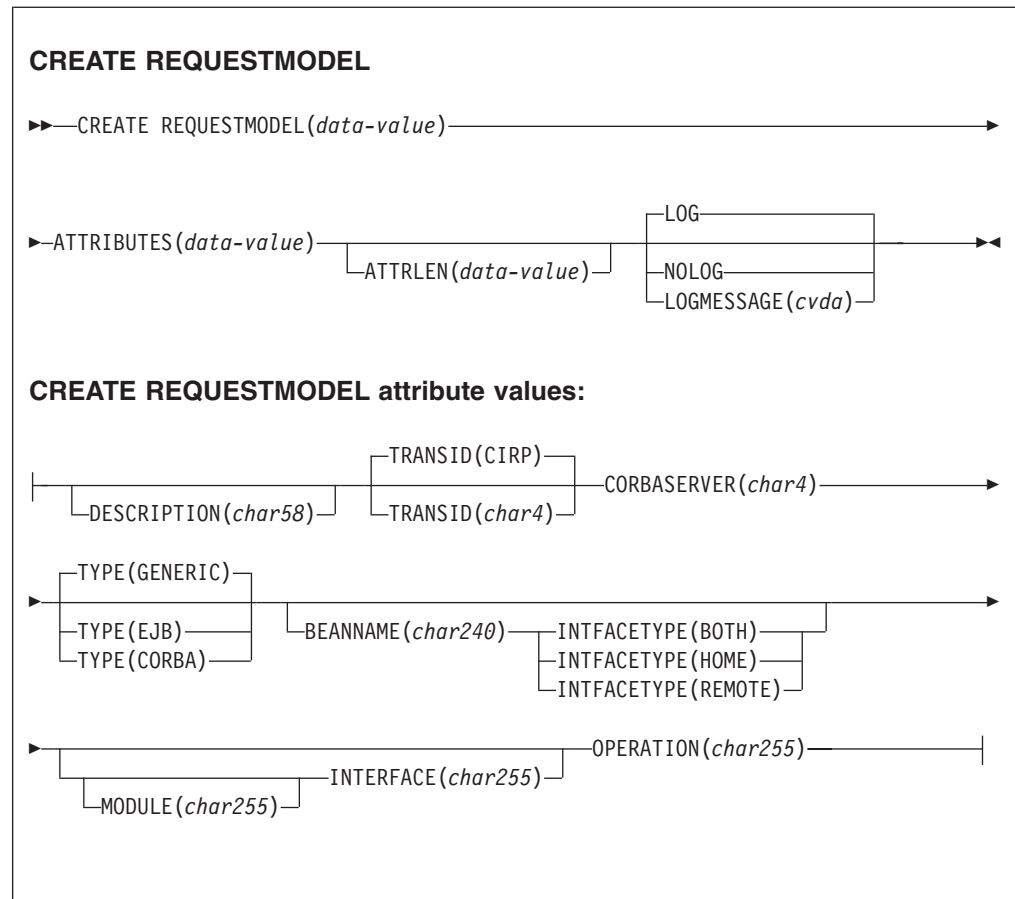 CREATE REQUESTMODEL
CREATE REQUESTMODEL(data-value)
LOG
ATTRIBUTES(data-value)
ATTRLEN(data-value)
NOLOG
LOGMESSAGE(cvda)
CREATE REQUESTMODEL attribute values:
TRANSID(CIRP)
CORBASERVER(char4)
DESCRIPTION(char58)
TRANSID(char4)
TYPE(GENERIC)
TYPE(EJB)
TYPE(CORBA)
BEANNAME(char240)
INTFACETYPE(BOTH)
INTFACETYPE(HOME)
INTFACETYPE(REMOTE)
OPERATION(char255)
INTERFACE(char255)
MODULE(char255)